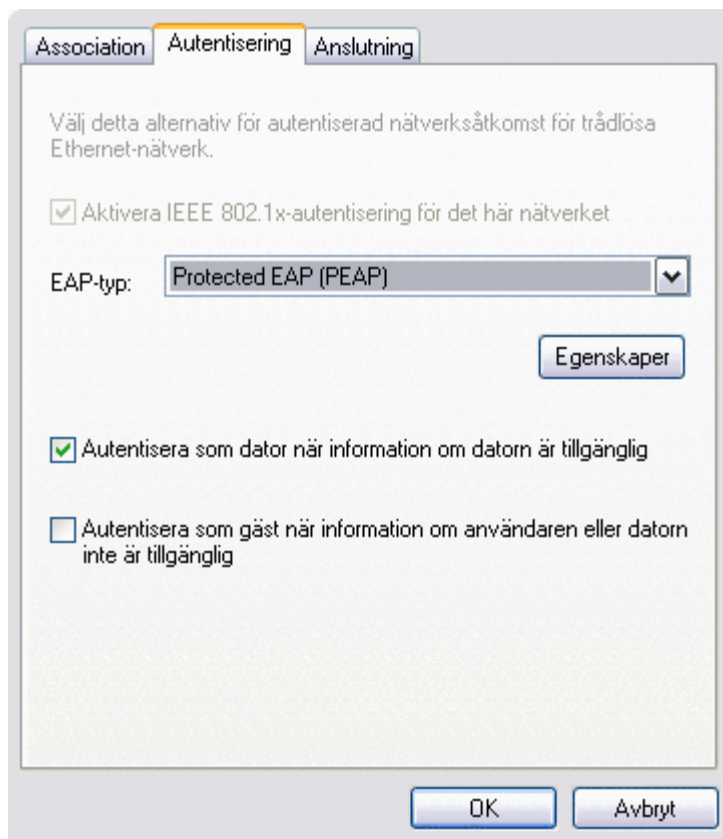 Association
Autentisering
Anslutning
Välj detta alternativ för autentiserad nätverksåtkomst för trådlösa
Ethernet-nätverk.
Aktivera IEEE 802.1x-autentisering för det här nätverket
EAP-typ:
Protected EAP (PEAP)
Egenskaper
Autentisera som dator när information om datorn är tillgänglig
Autentisera som gäst när information om användaren eller datorn
inte är tillgänglig
OK
Avbryt